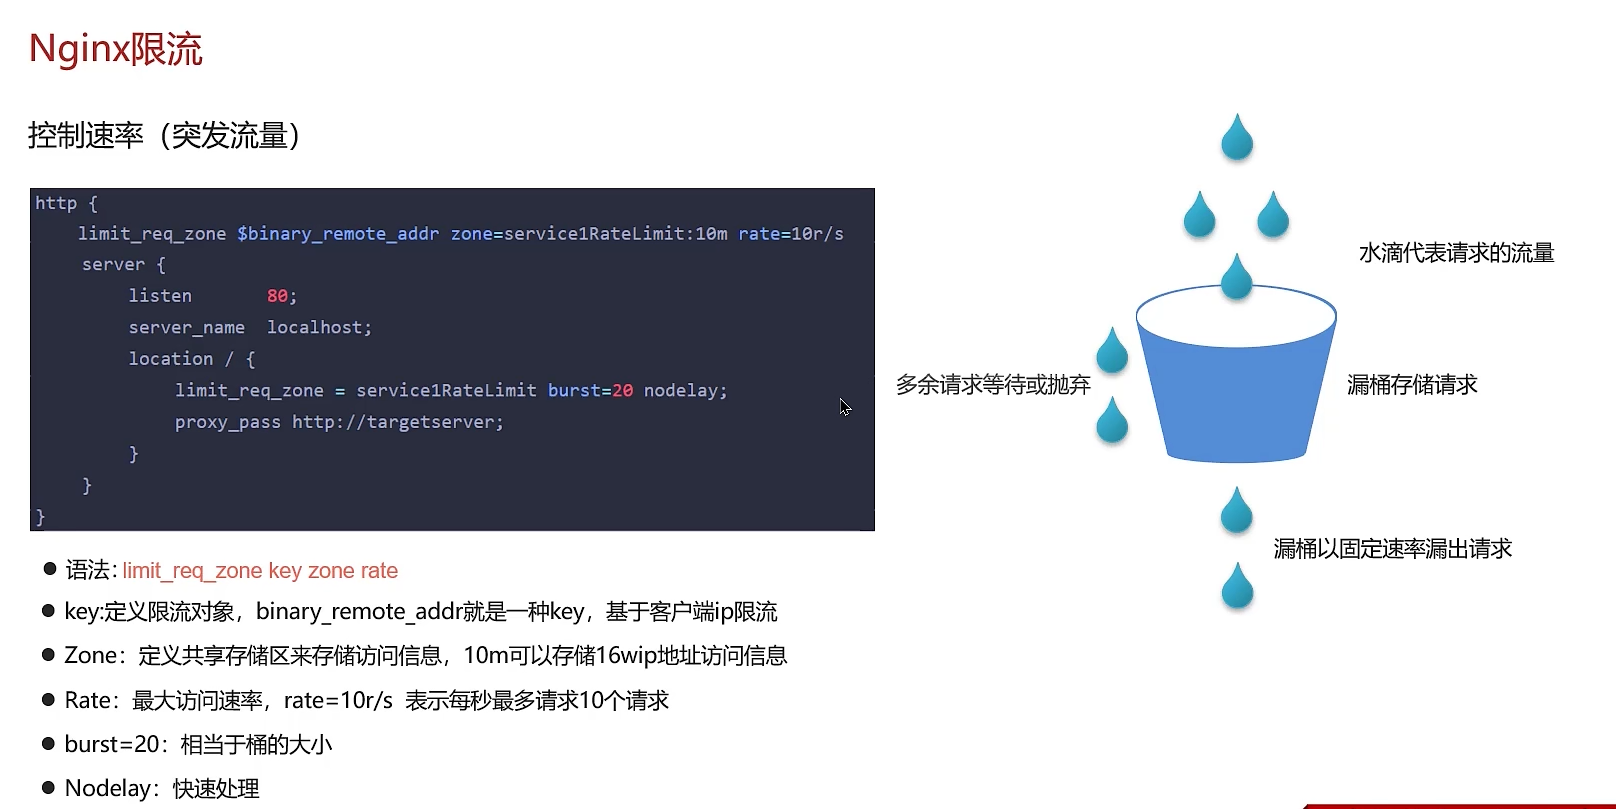 Nginx限流
控制速率（突发流量）
http {
limit_req_zone $binary_remote_addr zone=service1RateLimit:10m rate=10r/s
server {
listen 80;
server_name localhost;
location / {
limit_req_zone = service1RateLimit burst=20 nodelay;
proxy_pass http://targetserver;
}
}
}
语法: limit_req_zone key zone rate
key:定义限流对象，binary_remote_addr就是一种key，基于客户端ip限流
Zone：定义共享存储区来存储访问信息，10m可以存储16wip地址访问信息
Rate：最大访问速率，rate=10r/s 表示每秒最多请求10个请求
burst=20：相当于桶的大小
Nodelay：快速处理
水滴代表请求的流量
多余请求等待或抛弃
漏桶存储请求
漏桶以固定速率漏出请求